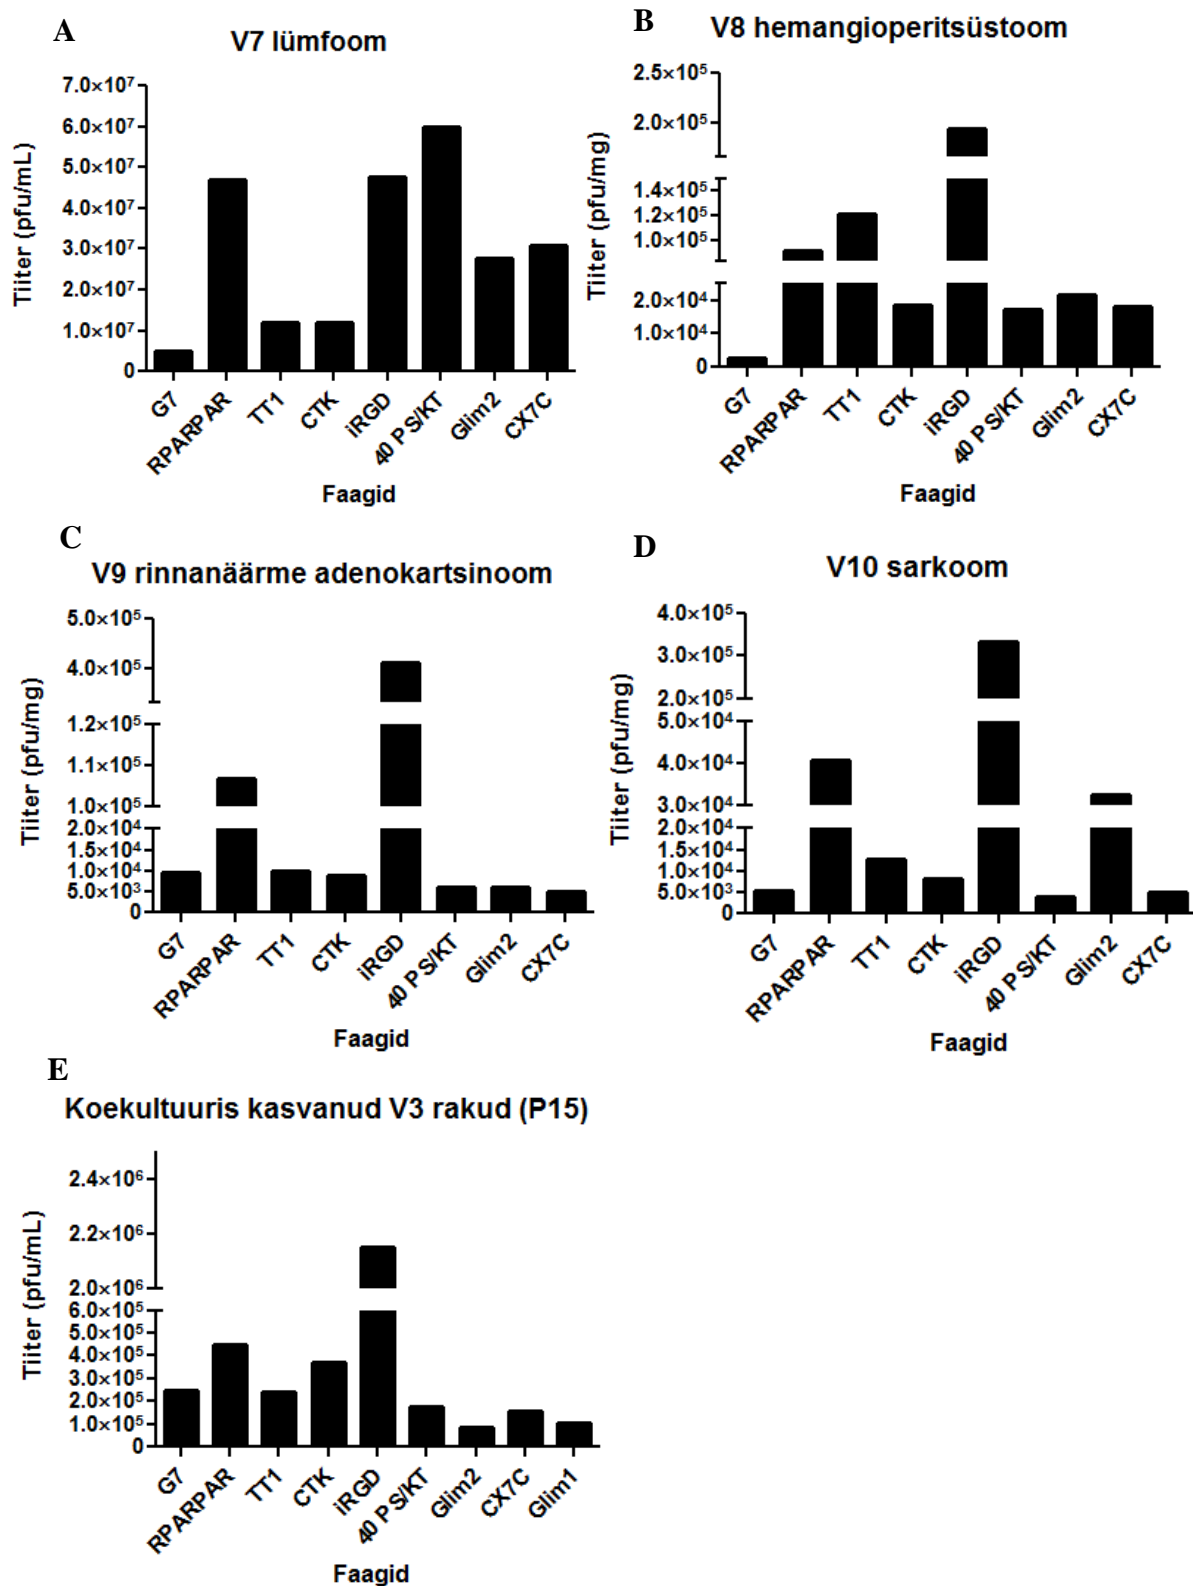 A
V7 lümfoom
Tiiter (pfu/mL)
7.0×10⁷
6.0×10⁷
5.0×10⁷
4.0×10⁷
3.0×10⁷
2.0×10⁷
1.0×10⁷
0
G7
RPARPAR
TT1
CTK
iRGD
40 PS/KT
Glim2
CX7C
Faagid
B
V8 hemangioperitsüstoom
Tiiter (pfu/mg)
2.5×10⁵
2.0×10⁵
1.4×10⁵
1.2×10⁵
1.0×10⁵
2.0×10⁴
1.0×10⁴
0
G7
RPARPAR
TT1
CTK
iRGD
40 PS/KT
Glim2
CX7C
Faagid
C
V9 rinnanäärme adenokartsinoom
Tiiter (pfu/mg)
5.0×10⁵
4.0×10⁵
1.2×10⁵
1.1×10⁵
1.0×10⁵
2.0×10⁴
1.5×10⁴
1.0×10⁴
5.0×10³
0
G7
RPARPAR
TT1
CTK
iRGD
40 PS/KT
Glim2
CX7C
Faagid
D
V10 sarkoom
Tiiter (pfu/mg)
4.0×10⁵
3.0×10⁵
2.0×10⁵
5.0×10⁴
4.0×10⁴
3.0×10⁴
2.0×10⁴
1.5×10⁴
1.0×10⁴
5.0×10³
0
G7
RPARPAR
TT1
CTK
iRGD
40 PS/KT
Glim2
CX7C
Faagid
E
Koekultuuris kasvanud V3 rakud (P15)
Tiiter (pfu/mL)
2.4×10⁶
2.2×10⁶
2.0×10⁶
6.0×10⁵
5.0×10⁵
4.0×10⁵
3.0×10⁵
2.0×10⁵
1.0×10⁵
0
G7
RPARPAR
TT1
CTK
iRGD
40 PS/KT
Glim2
CX7C
Glim1
Faagid